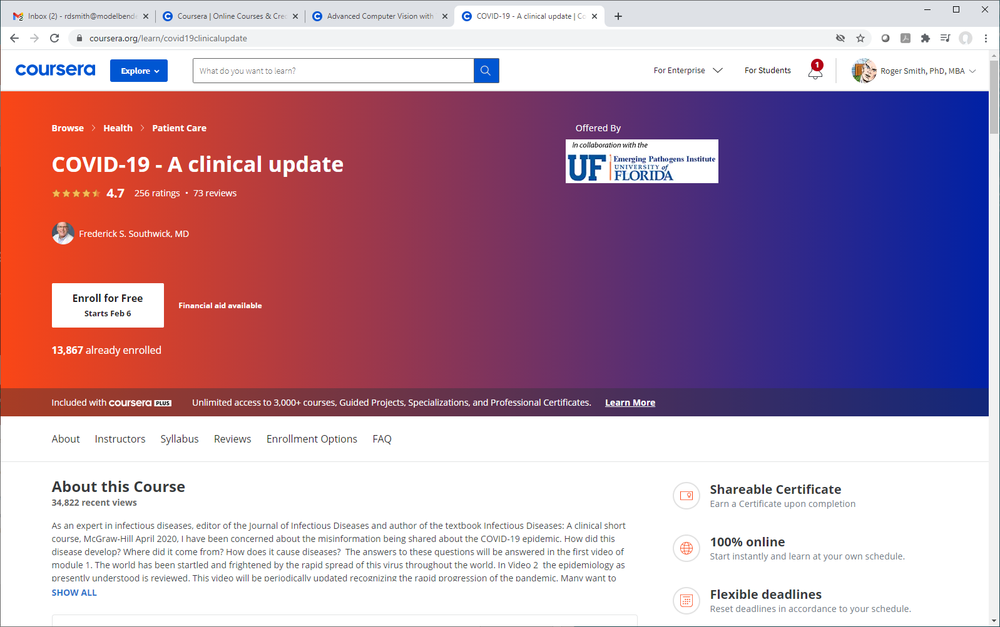 Inbox (2) - rdsmith@modelbende
Coursera | Online Courses & Cred
Advanced Computer Vision with
COVID-19 - A clinical update | Co
coursera.org/learn/covid19clinicalupdate
coursera
Explore
What do you want to learn?
For Enterprise
For Students
1
Roger Smith, PhD, MBA
Browse > Health > Patient Care
COVID-19 - A clinical update
4.7 256 ratings • 73 reviews
Frederick S. Southwick, MD
Enroll for Free
Starts Feb 6
Financial aid available
13,867 already enrolled
Offered By
In collaboration with the
UF Emerging Pathogens Institute
UNIVERSITY of
FLORIDA
Included with coursera PLUS Unlimited access to 3,000+ courses, Guided Projects, Specializations, and Professional Certificates. Learn More
About Instructors Syllabus Reviews Enrollment Options FAQ
About this Course
34,822 recent views
As an expert in infectious diseases, editor of the Journal of Infectious Diseases and author of the textbook Infectious Diseases: A clinical short
course, McGraw-Hill April 2020, I have been concerned about the misinformation being shared about the COVID-19 epidemic. How did this
disease develop? Where did it come from? How does it cause diseases?  The answers to these questions will be answered in the first video of
module 1. The world has been startled and frightened by the rapid spread of this virus throughout the world. In Video 2  the epidemiology as
presently understood is reviewed. This video will be periodically updated recognizing the rapid progression of the pandemic. Many want to
SHOW ALL
Shareable Certificate
Earn a Certificate upon completion
100% online
Start instantly and learn at your own schedule.
Flexible deadlines
Reset deadlines in accordance to your schedule.